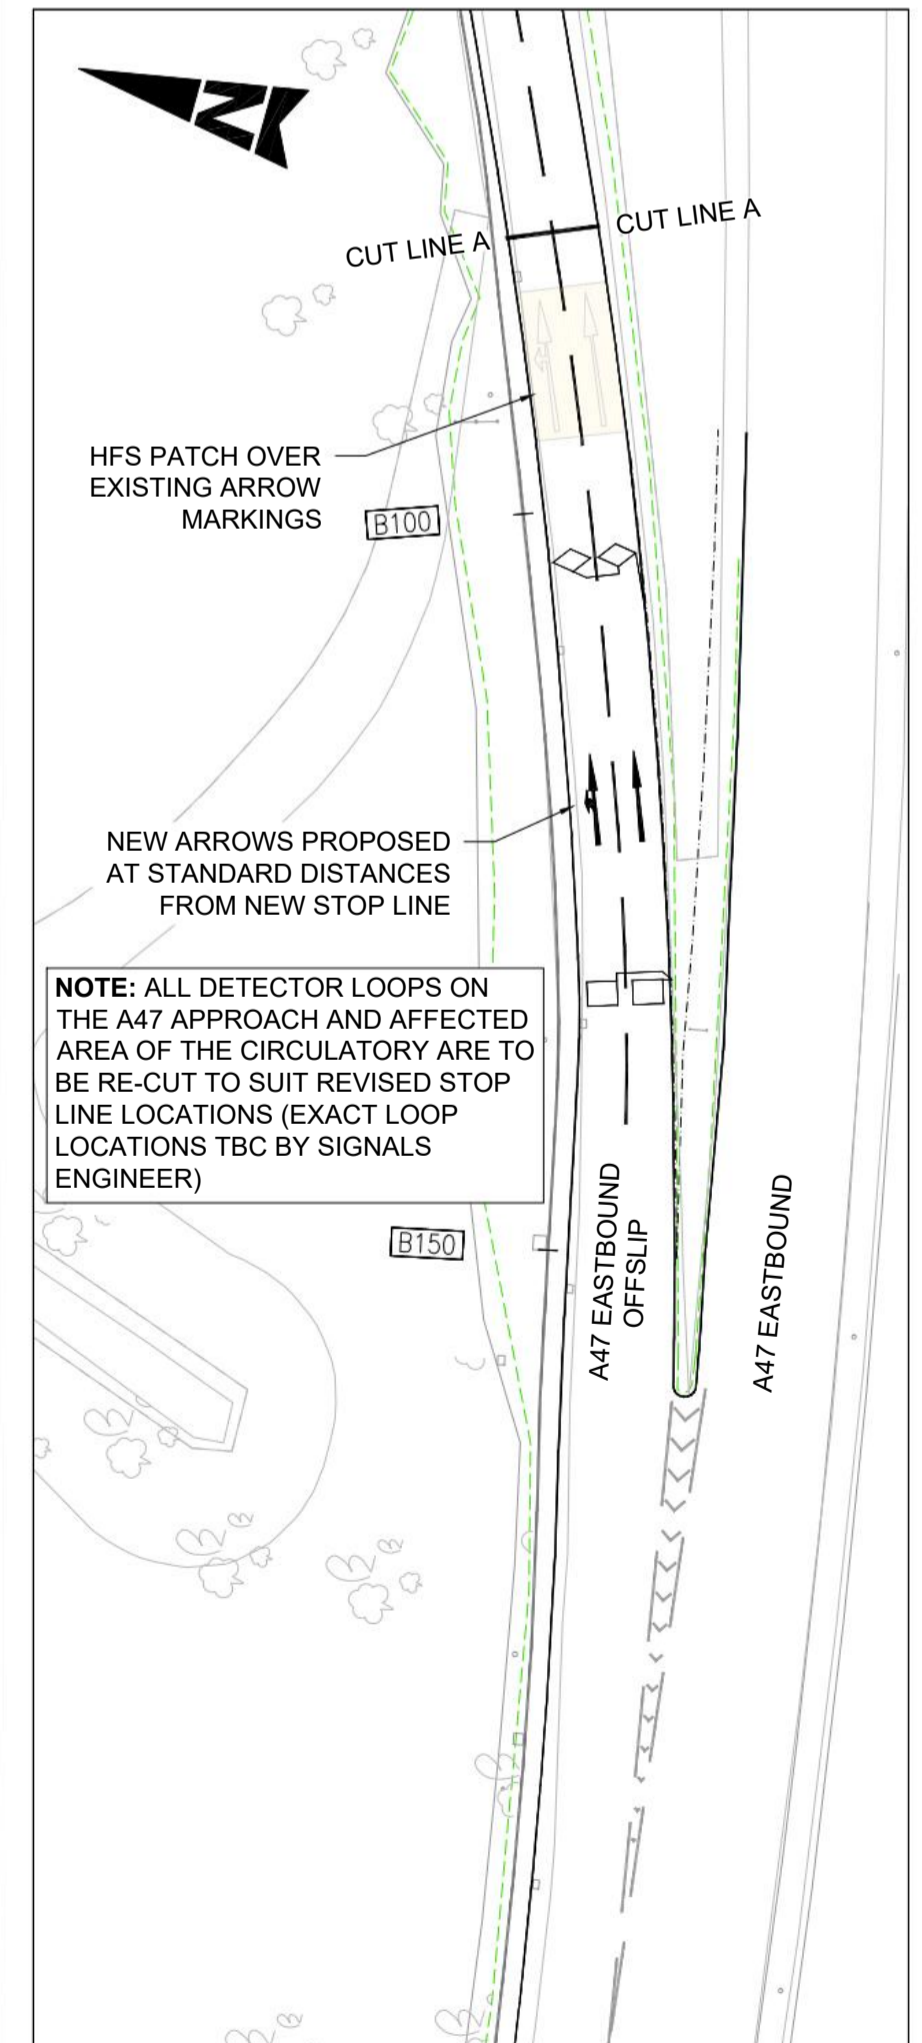 N
CUT LINE A
CUT LINE A
HFS PATCH OVER
EXISTING ARROW
MARKINGS
B100
NEW ARROWS PROPOSED
AT STANDARD DISTANCES
FROM NEW STOP LINE
NOTE: ALL DETECTOR LOOPS ON
THE A47 APPROACH AND AFFECTED
AREA OF THE CIRCULATORY ARE TO
BE RE-CUT TO SUIT REVISED STOP
LINE LOCATIONS (EXACT LOOP
LOCATIONS TBC BY SIGNALS
ENGINEER)
B150
A47 EASTBOUND
OFFSLIP
A47 EASTBOUND